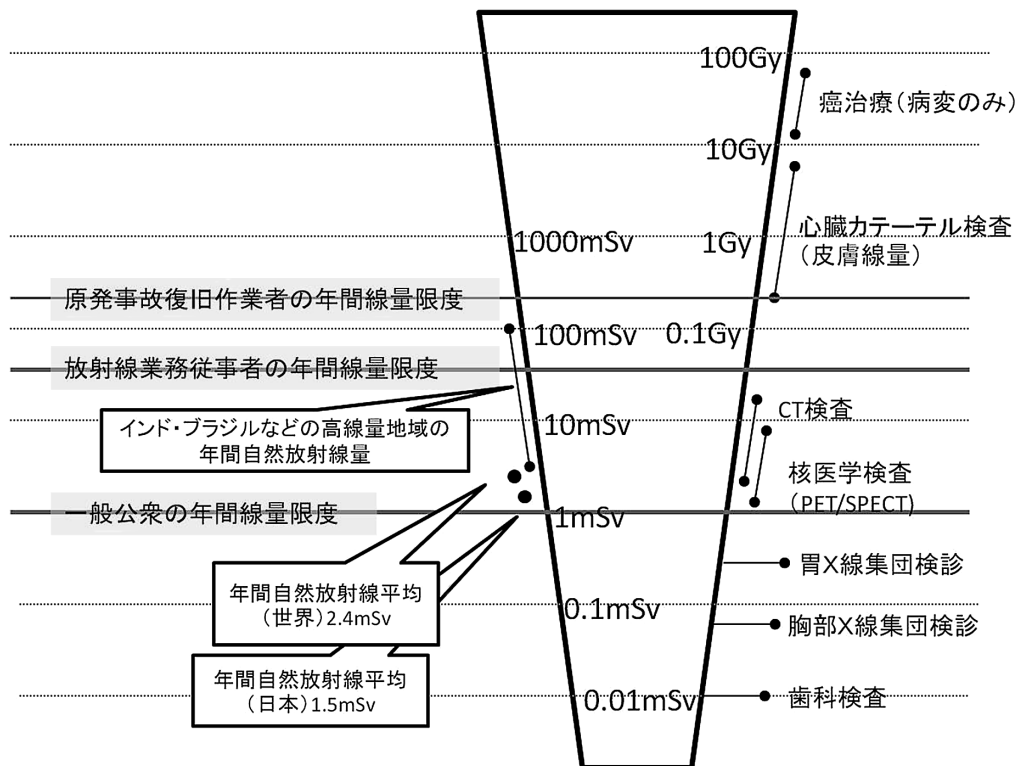 100Gy
癌治療（病変のみ）
10Gy
心臓カテーテル検査
（皮膚線量）
1000mSv
1Gy
原発事故復旧作業者の年間線量限度
100mSv
0.1Gy
放射線業務従事者の年間線量限度
CT検査
インド・ブラジルなどの高線量地域の
年間自然放射線量
10mSv
核医学検査
（PET/SPECT)
一般公衆の年間線量限度
1mSv
胃X線集団検診
年間自然放射線平均
（世界）2.4mSv
0.1mSv
胸部X線集団検診
年間自然放射線平均
（日本）1.5mSv
0.01mSv
歯科検査